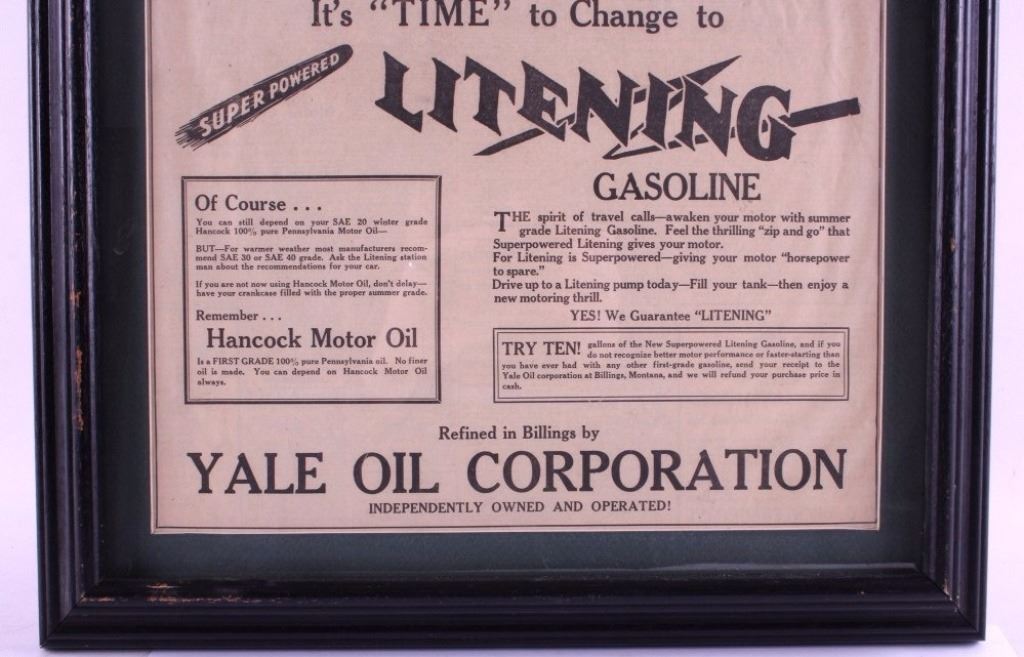 It's "TIME" to Change to
SUPER POWERED
LITENING
GASOLINE
Of Course . . .
You can still depend on your SAE 20 winter grade
Hancock 100% pure Pennsylvania Motor Oil—
BUT—For warmer weather most manufacturers recom-
mend SAE 30 or SAE 40 grade. Ask the Litening station
man about the recommendations for your car.
If you are not now using Hancock Motor Oil, don't delay—
have your crankcase filled with the proper summer grade.
Remember . . .
Hancock Motor Oil
Is a FIRST GRADE 100% pure Pennsylvania oil. No finer
oil is made. You can depend on Hancock Motor Oil
always.
THE spirit of travel calls—awaken your motor with summer
grade Litening Gasoline. Feel the thrilling "zip and go" that
Superpowered Litening gives your motor.
For Litening is Superpowered—giving your motor "horsepower
to spare."
Drive up to a Litening pump today—Fill your tank—then enjoy a
new motoring thrill.
YES! We Guarantee "LITENING"
TRY TEN! gallons of the New Superpowered Litening Gasoline, and if you
do not recognize better motor performance or faster-starting than
you have ever had with any other first-grade gasoline, send your receipt to the
Yale Oil corporation at Billings, Montana, and we will refund your purchase price in
cash.
Refined in Billings by
YALE OIL CORPORATION
INDEPENDENTLY OWNED AND OPERATED!